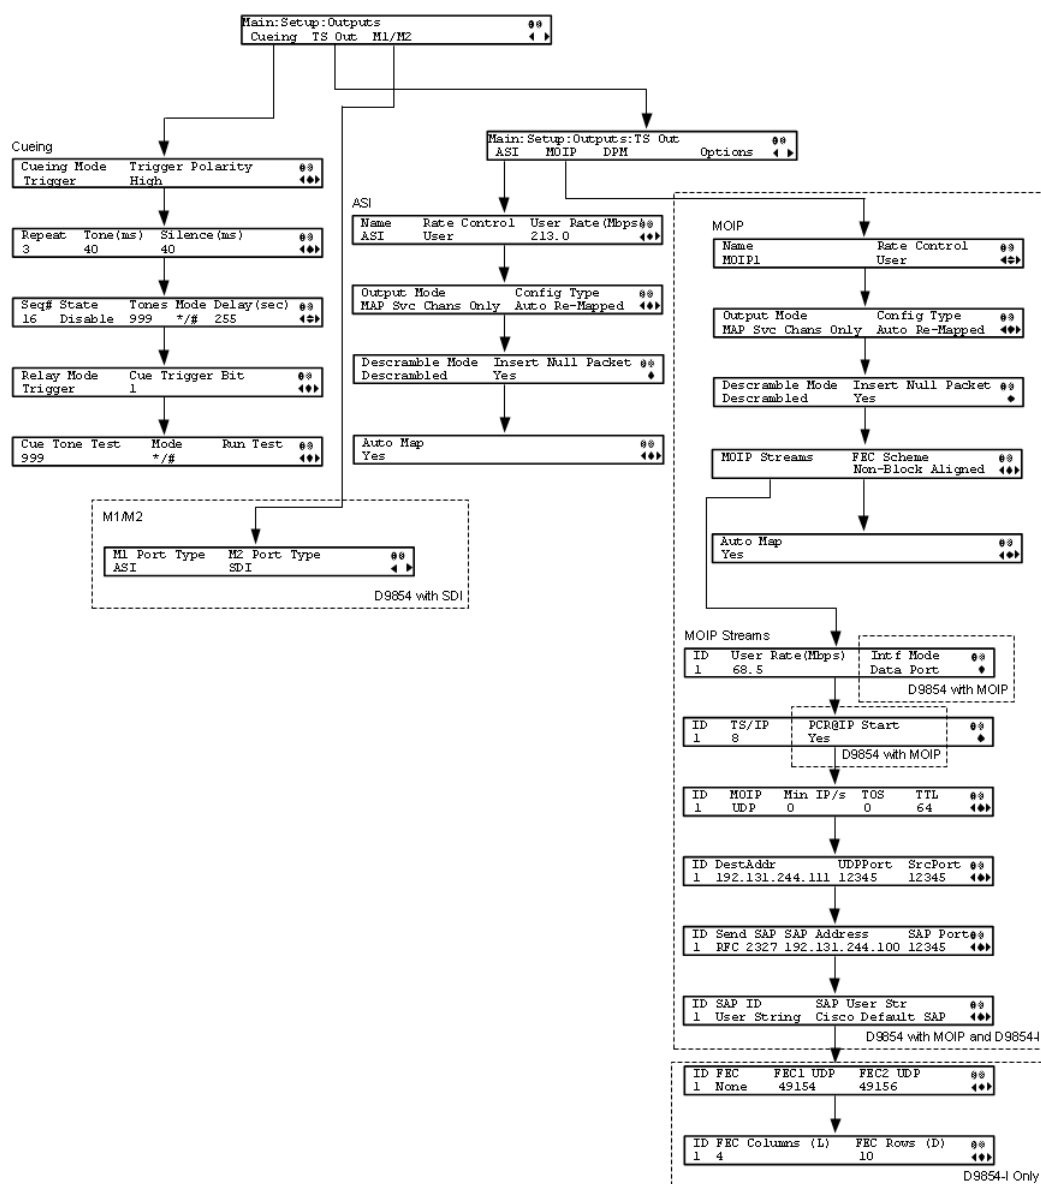 Main:Setup:Outputs
Cueing TS Out M1/M2
Cueing
Cueing Mode Trigger Polarity
Trigger High
Repeat Tone(ms) Silence(ms)
3 40 40
Seq# State Tones Mode Delay(sec)
16 Disable 999 */# 255
Relay Mode Cue Trigger Bit
Trigger 1
Cue Tone Test Mode Run Test
999 */#
M1/M2
M1 Port Type M2 Port Type
ASI SDI
D9854 with SDI
Main:Setup:Outputs:TS Out
ASI MOIP DPM Options
ASI
Name Rate Control User Rate(Mbps)
ASI User 213.0
Output Mode Config Type
MAP Svc Chans Only Auto Re-Mapped
Descramble Mode Insert Null Packet
Descrambled Yes
Auto Map
Yes
MOIP
Name Rate Control
MOIP1 User
Output Mode Config Type
MAP Svc Chans Only Auto Re-Mapped
Descramble Mode Insert Null Packet
Descrambled Yes
MOIP Streams FEC Scheme
Non-Block Aligned
Auto Map
Yes
MOIP Streams
ID User Rate(Mbps) Intf Mode
1 68.5 Data Port
D9854 with MOIP
ID TS/IP PCR@IP Start
1 8 Yes
D9854 with MOIP
ID MOIP Min IP/s TOS TTL
1 UDP 0 0 64
ID DestAddr UDPPort SrcPort
1 192.131.244.111 12345 12345
ID Send SAP SAP Address SAP Port
1 RFC 2327 192.131.244.100 12345
ID SAP ID SAP User Str
1 User String Cisco Default SAP
D9854 with MOIP and D9854-I
ID FEC FEC1 UDP FEC2 UDP
1 None 49154 49156
ID FEC Columns (L) FEC Rows (D)
1 4 10
D9854-I Only